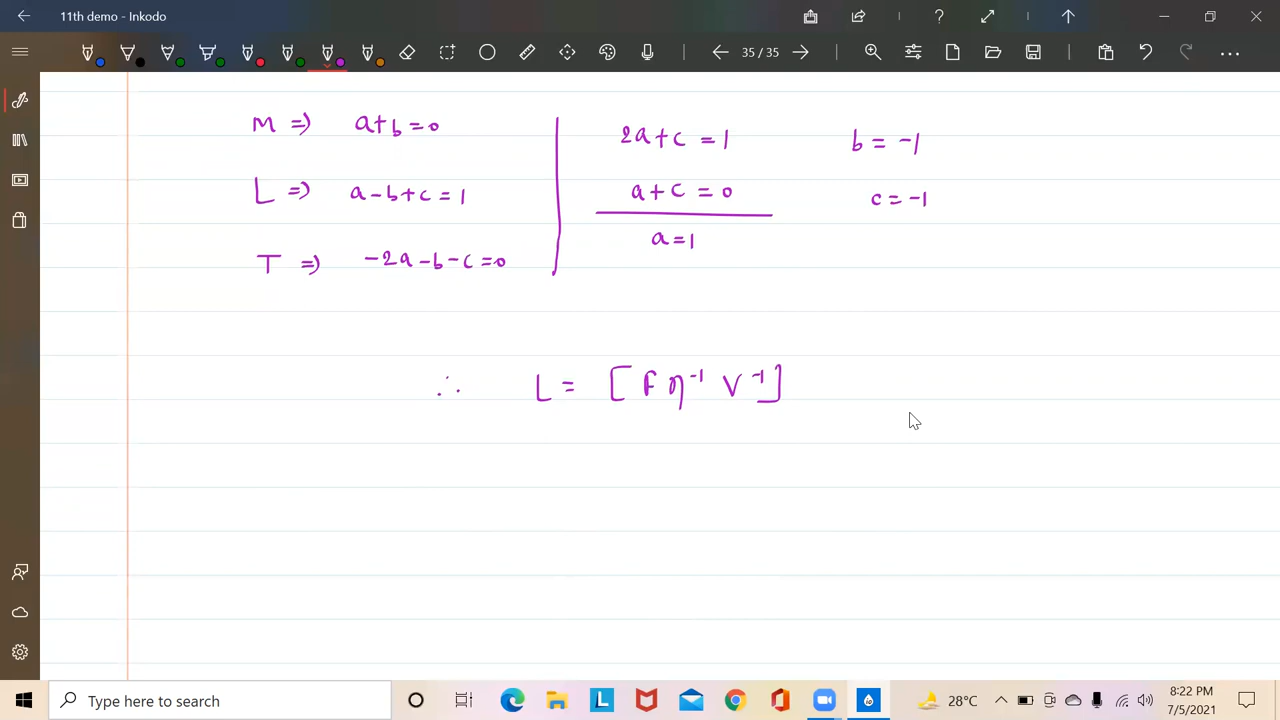 11th demo - Inkodo
35 / 35
M ⇒ a+b=0
L ⇒ a-b+c=1
T ⇒ -2a-b-c=0
2a+c=1
a+c=0
a=1
b=-1
c=-1
∴ L = [F η⁻¹ V⁻¹]
Type here to search
28°C
8:22 PM
7/5/2021